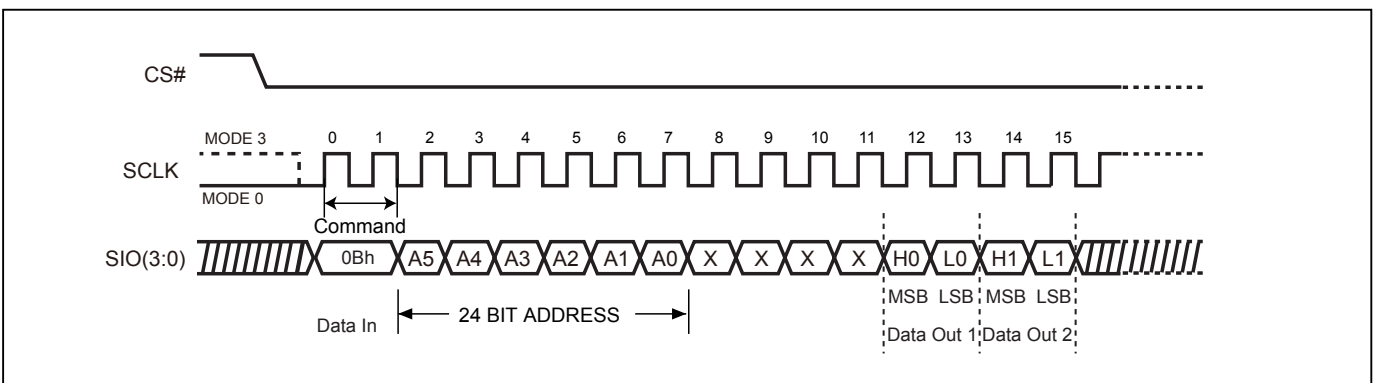 CS#
MODE 3
0 1 2 3 4 5 6 7 8 9 10 11 12 13 14 15
SCLK
MODE 0
Command
SIO(3:0) 0Bh A5 A4 A3 A2 A1 A0 X X X X H0 L0 H1 L1
MSB LSB MSB LSB
Data In 24 BIT ADDRESS
Data Out 1 Data Out 2